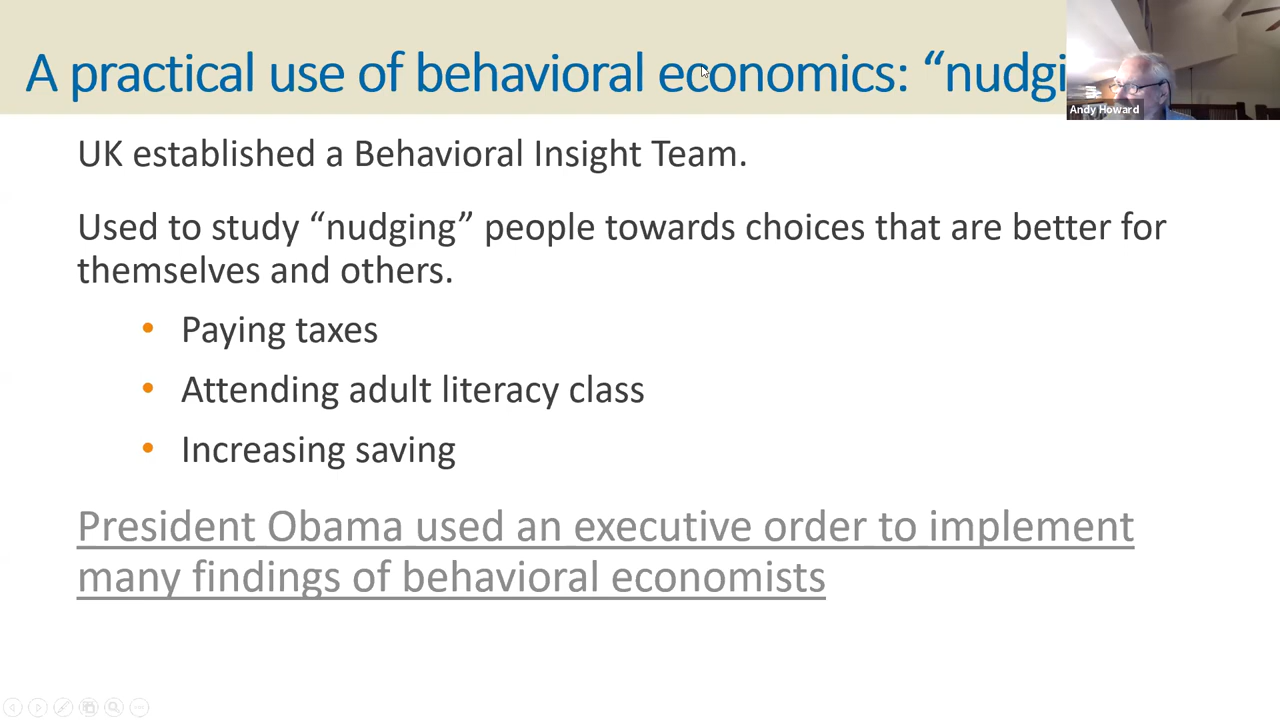 A practical use of behavioral economics: “nudgi
Andy Howard
UK established a Behavioral Insight Team.
Used to study “nudging” people towards choices that are better for
themselves and others.
• Paying taxes
• Attending adult literacy class
• Increasing saving
President Obama used an executive order to implement
many findings of behavioral economists